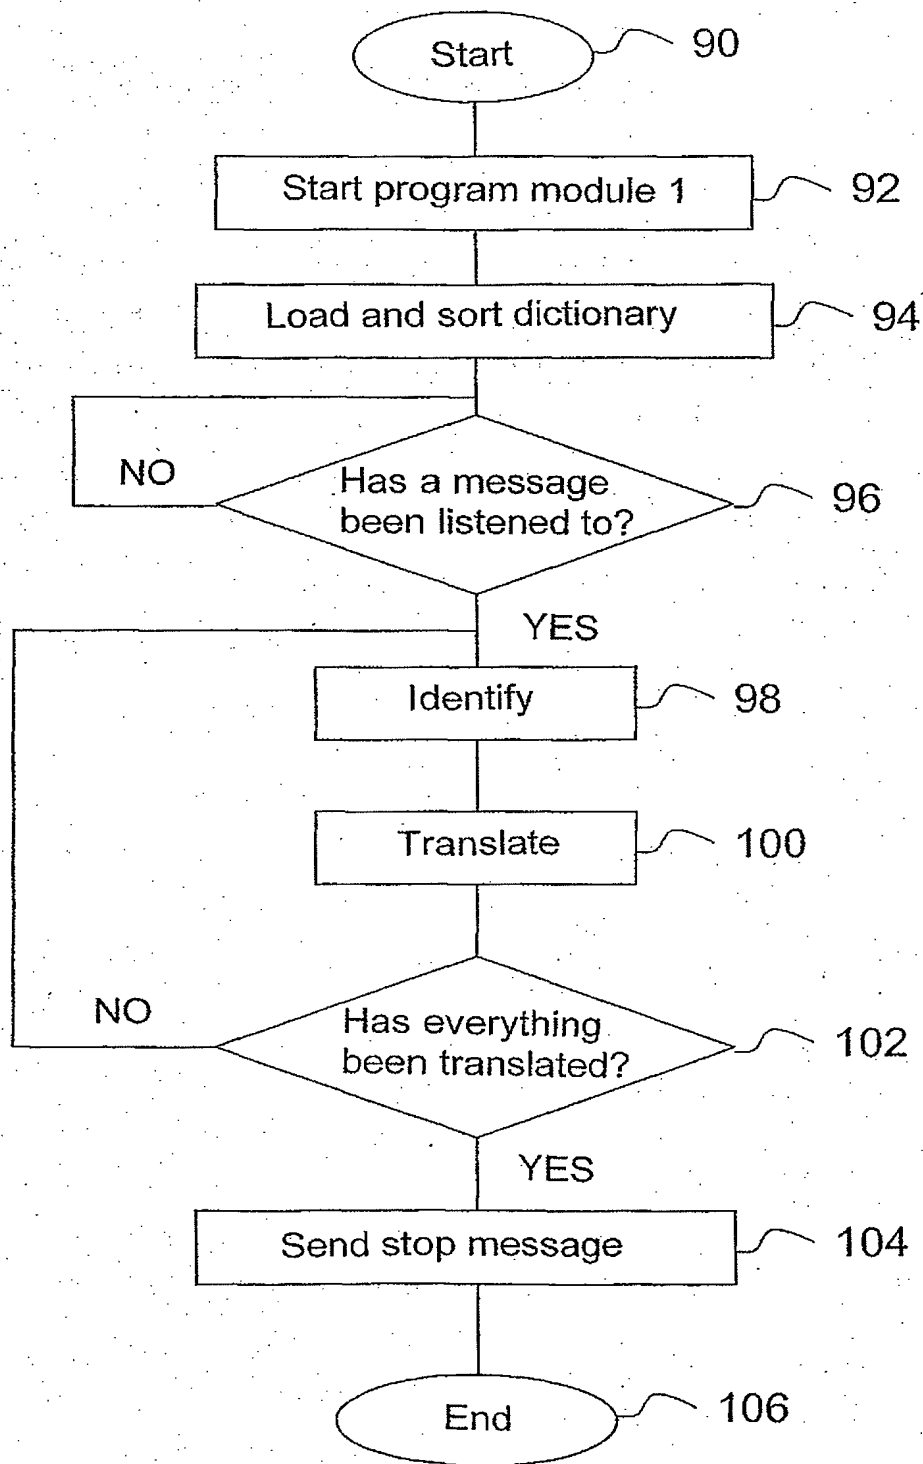 Start 90
Start program module 1 92
Load and sort dictionary 94
NO
Has a message
been listened to?
96
YES
Identify 98
Translate 100
NO
Has everything
been translated?
102
YES
Send stop message 104
End 106